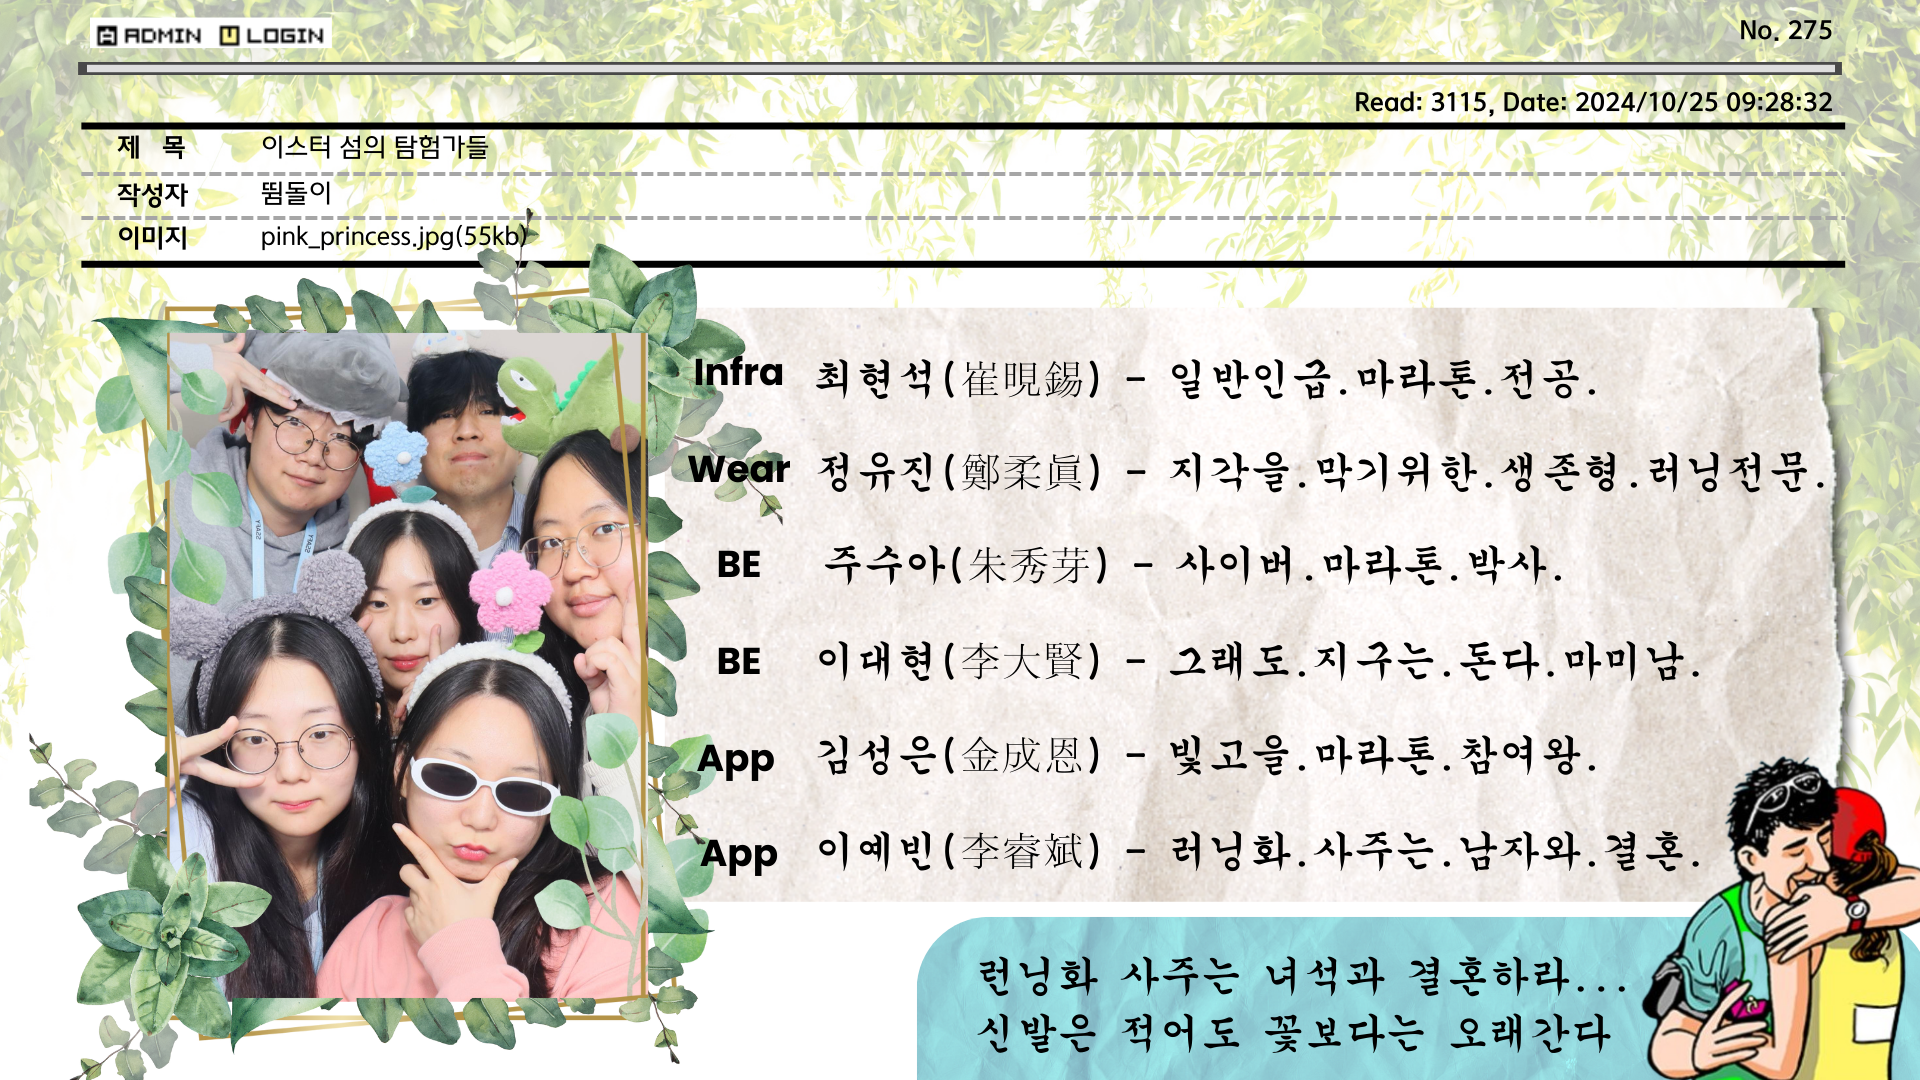 ADMIN LOGIN
No. 275
Read: 3115, Date: 2024/10/25 09:28:32
제 목 이스터 섬의 탐험가들
작성자 뜀돌이
이미지 pink_princess.jpg(55kb)
Infra 최현석(崔晛錫) - 일반인급.마라톤.전공.
Wear 정유진(鄭柔眞) - 지각을.막기위한.생존형.러닝전문.
BE 주수아(朱秀芽) - 사이버.마라톤.박사.
BE 이대현(李大賢) - 그래도.지구는.돈다.마미남.
App 김성은(金成恩) - 빛고을.마라톤.참여왕.
App 이예빈(李睿斌) - 러닝화.사주는.남자와.결혼.
런닝화 사주는 녀석과 결혼하라...
신발은 적어도 꽃보다는 오래간다
SSAFY
SSAFY